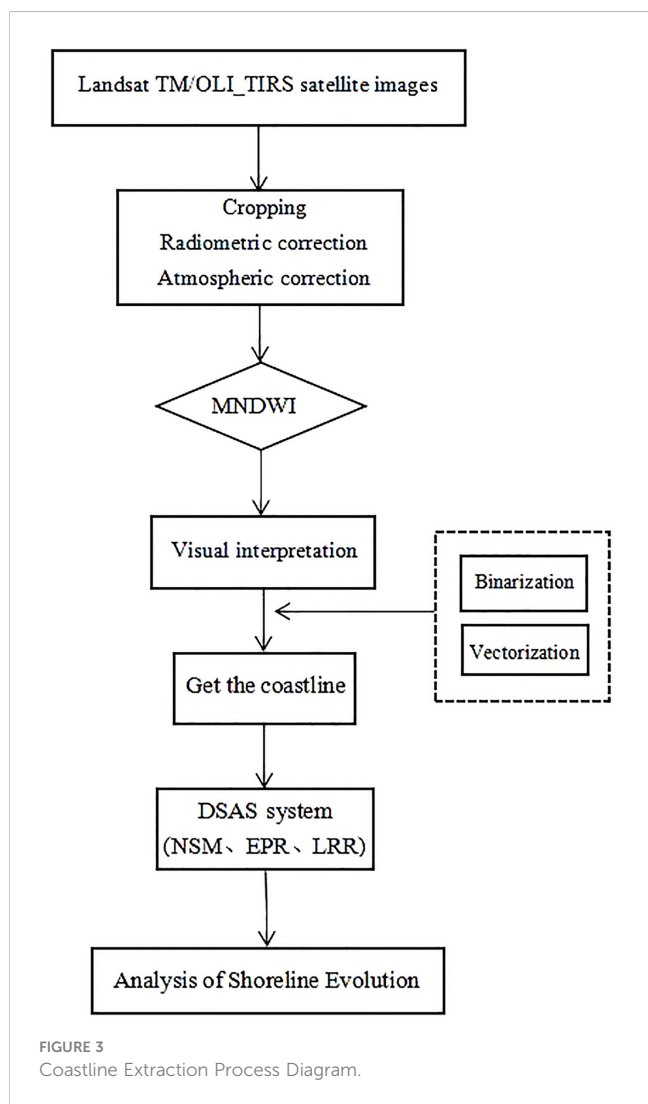 Landsat TM/OLI_TIRS satellite images
Cropping
Radiometric correction
Atmospheric correction
MNDWI
Visual interpretation
Binarization
Vectorization
Get the coastline
DSAS system
(NSM、EPR、LRR)
Analysis of Shoreline Evolution
FIGURE 3
Coastline Extraction Process Diagram.